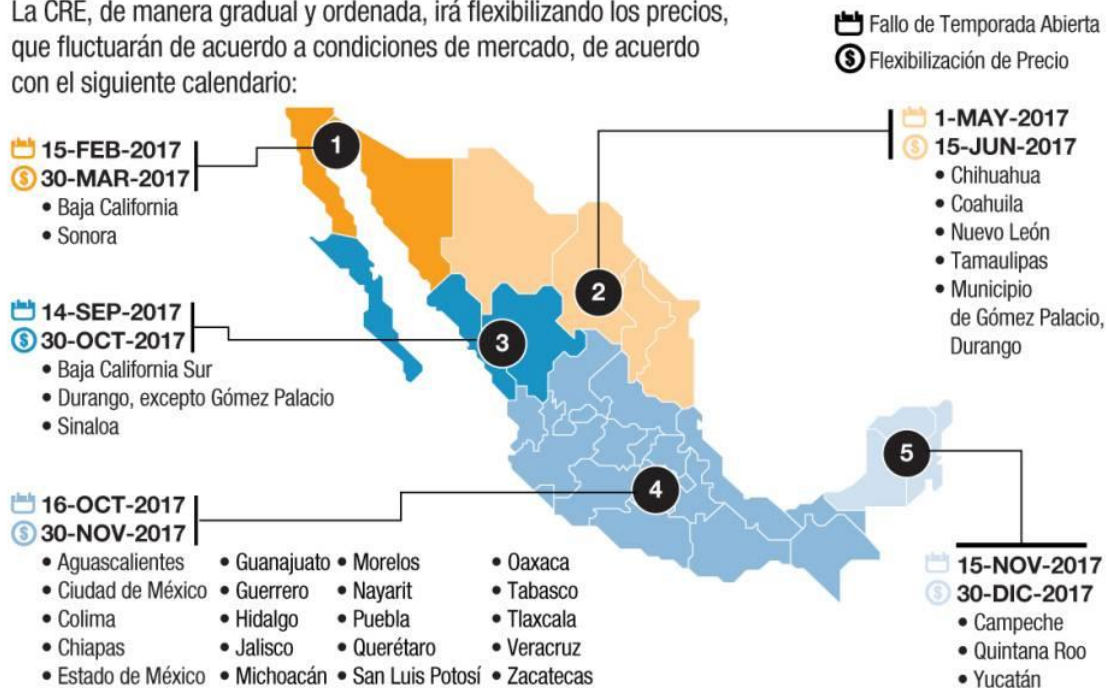 La CRE, de manera gradual y ordenada, irá flexibilizando los precios,
que fluctuarán de acuerdo a condiciones de mercado, de acuerdo
con el siguiente calendario:
Fallo de Temporada Abierta
$ Flexibilización de Precio
1
15-FEB-2017
$ 30-MAR-2017
• Baja California
• Sonora
2
1-MAY-2017
$ 15-JUN-2017
• Chihuahua
• Coahuila
• Nuevo León
• Tamaulipas
• Municipio
de Gómez Palacio,
Durango
3
14-SEP-2017
$ 30-OCT-2017
• Baja California Sur
• Durango, excepto Gómez Palacio
• Sinaloa
4
16-OCT-2017
$ 30-NOV-2017
• Aguascalientes
• Ciudad de México
• Colima
• Chiapas
• Estado de México
• Guanajuato
• Guerrero
• Hidalgo
• Jalisco
• Michoacán
• Morelos
• Nayarit
• Puebla
• Querétaro
• San Luis Potosí
• Oaxaca
• Tabasco
• Tlaxcala
• Veracruz
• Zacatecas
5
15-NOV-2017
$ 30-DIC-2017
• Campeche
• Quintana Roo
• Yucatán